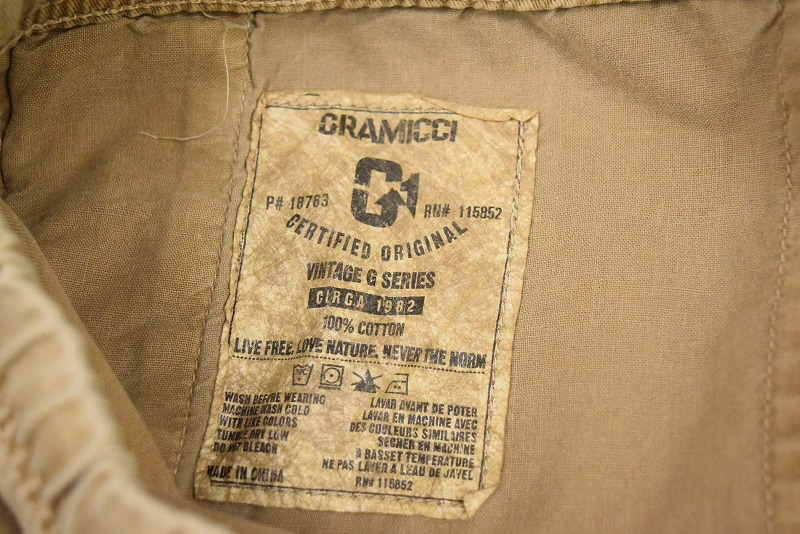 GRAMICCI
P# 18763
RN# 115852
CERTIFIED ORIGINAL
VINTAGE G SERIES
CIRCA 1982
100% COTTON
LIVE FREE. LOVE NATURE. NEVER THE NORM
30C
WASH BEFORE WEARING
MACHINE WASH COLD
WITH LIKE COLORS
TUMBLE DRY LOW
DO NOT BLEACH
MADE IN CHINA
LAVAR AVANT DE POTER
LAVAR EN MACHINE AVEC
DES COULEURS SIMILAIRES
SECHER EN MACHINE
A BASSET TEMPERATURE
NE PAS LAVER A LEAU DE JAVEL
RN# 115852